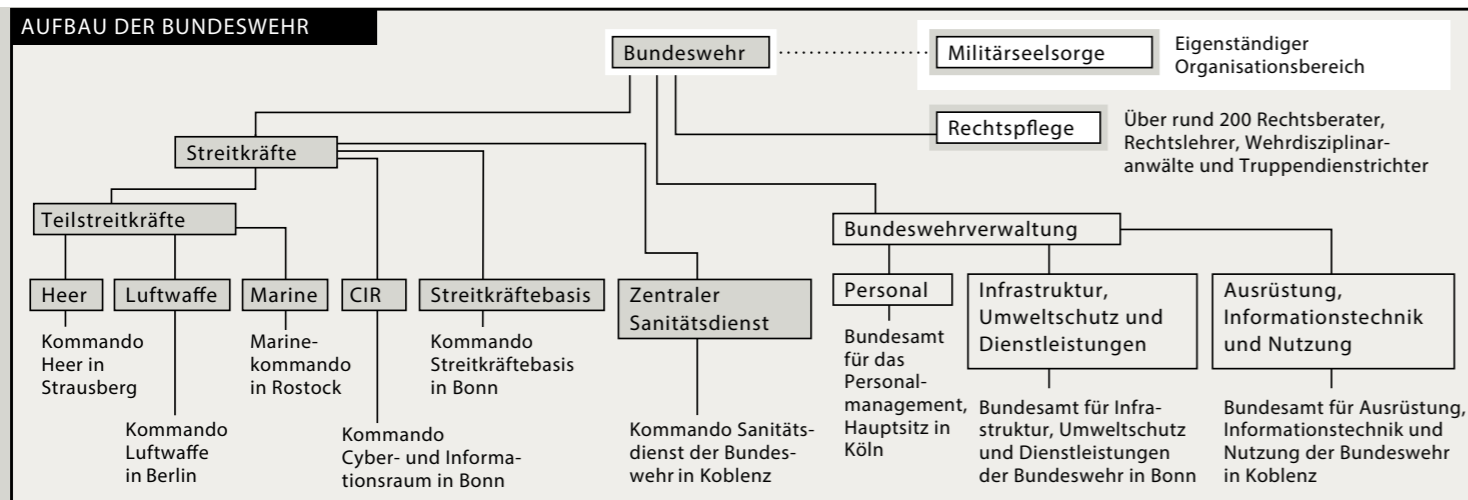 AUFBAU DER BUNDESWEHR
Bundeswehr
Militärseelsorge
Eigenständiger
Organisationsbereich
Rechtspflege
Über rund 200 Rechtsberater,
Rechtslehrer, Wehrdisziplinar-
anwälte und Truppendienstrichter
Streitkräfte
Teilstreitkräfte
Bundeswehrverwaltung
Heer
Luftwaffe
Marine
CIR
Streitkräftebasis
Zentraler
Sanitätsdienst
Personal
Infrastruktur,
Umweltschutz und
Dienstleistungen
Ausrüstung,
Informationstechnik
und Nutzung
Kommando
Heer in
Strausberg
Kommando
Luftwaffe
in Berlin
Marine-
kommando
in Rostock
Kommando
Cyber- und Informa-
tionsraum in Bonn
Kommando
Streitkräftebasis
in Bonn
Kommando Sanitäts-
dienst der Bundes-
wehr in Koblenz
Bundesamt
für das
Personal-
management,
Hauptsitz in
Köln
Bundesamt für Infra-
struktur, Umweltschutz
und Dienstleistungen
der Bundeswehr in Bonn
Bundesamt für Ausrüstung,
Informationstechnik und
Nutzung der Bundeswehr
in Koblenz